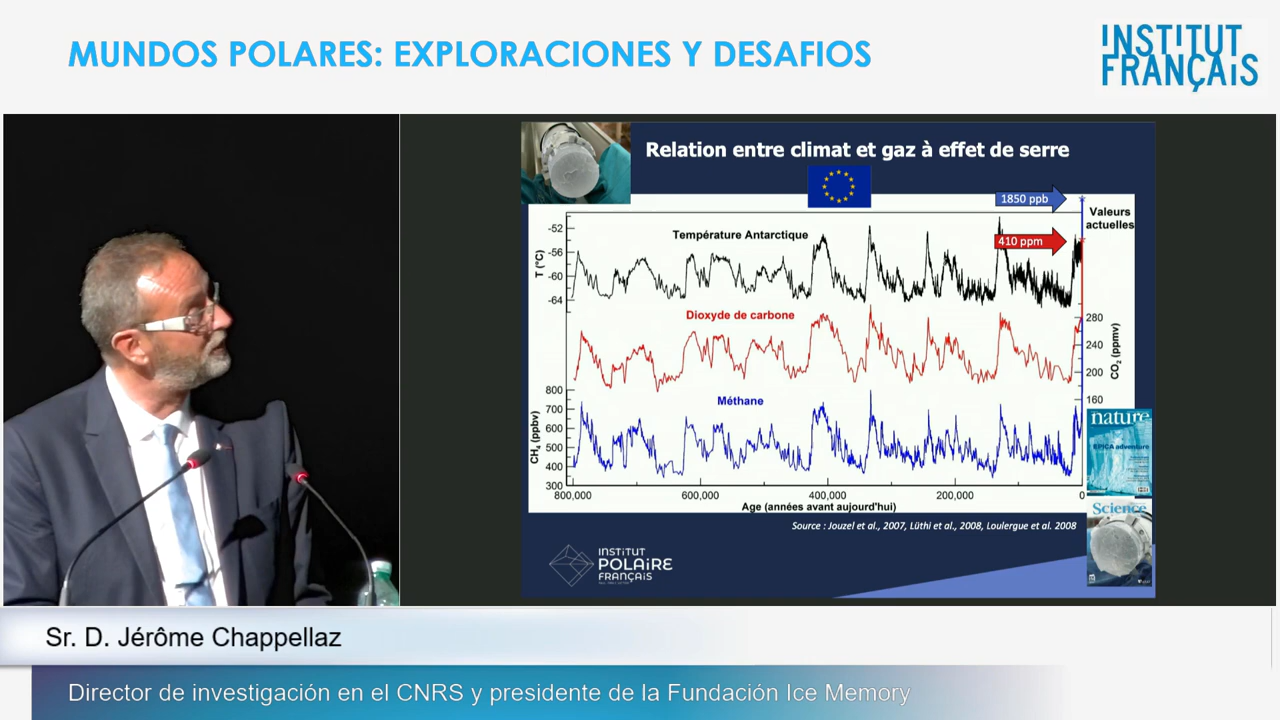 MUNDOS POLARES: EXPLORACIONES Y DESAFIOS
INSTITUT
FRANÇAIS
Relation entre climat et gaz à effet de serre
1850 ppb
Valeurs
actuelles
410 ppm
Température Antarctique
-52
-56
-60
-64
T (°C)
Dioxyde de carbone
280
240
200
160
CO2 (ppmv)
Méthane
800
700
600
500
400
300
CH4 (ppbv)
800,000
600,000
400,000
200,000
0
Age (années avant aujourd'hui)
nature
EPICA adventure
Science
Source : Jouzel et al., 2007, Lüthi et al., 2008, Loulergue et al. 2008
INSTITUT
POLAIRE
FRANÇAIS
Sr. D. Jérôme Chappellaz
Director de investigación en el CNRS y presidente de la Fundación Ice Memory